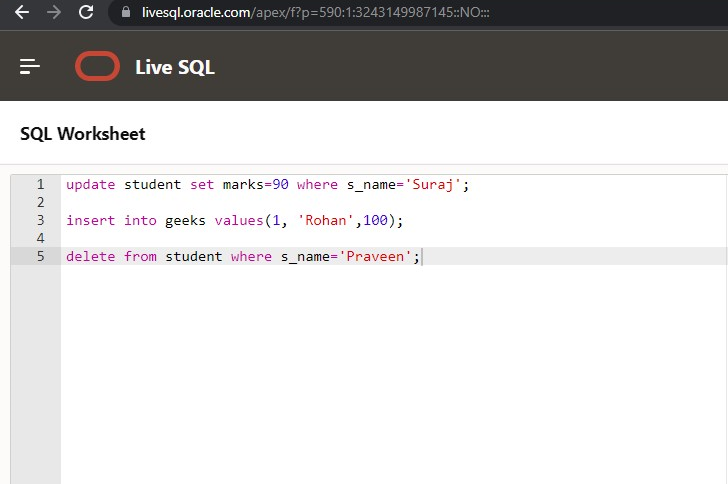 livesql.oracle.com/apex/f?p=590:1:3243149987145::NO:::
Live SQL
SQL Worksheet
1 update student set marks=90 where s_name='Suraj';
2
3 insert into geeks values(1, 'Rohan',100);
4
5 delete from student where s_name='Praveen';